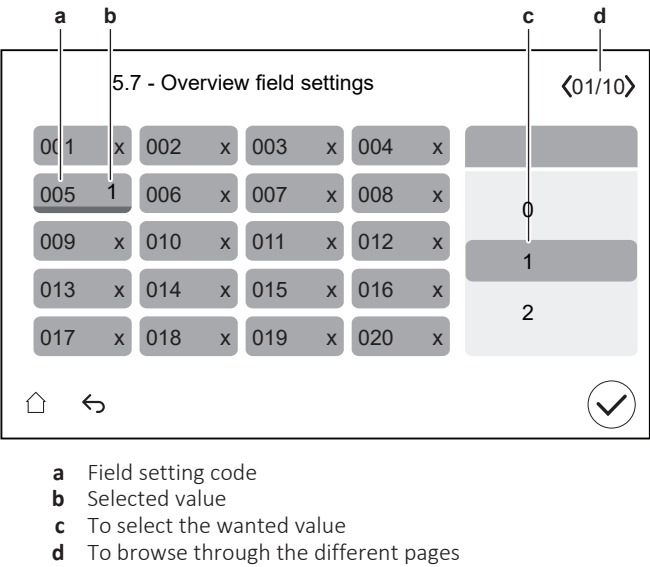 a b c d
5.7 - Overview field settings
01/10
001 x 002 x 003 x 004 x
005 1 006 x 007 x 008 x
0
009 x 010 x 011 x 012 x
1
013 x 014 x 015 x 016 x
2
017 x 018 x 019 x 020 x
a Field setting code
b Selected value
c To select the wanted value
d To browse through the different pages